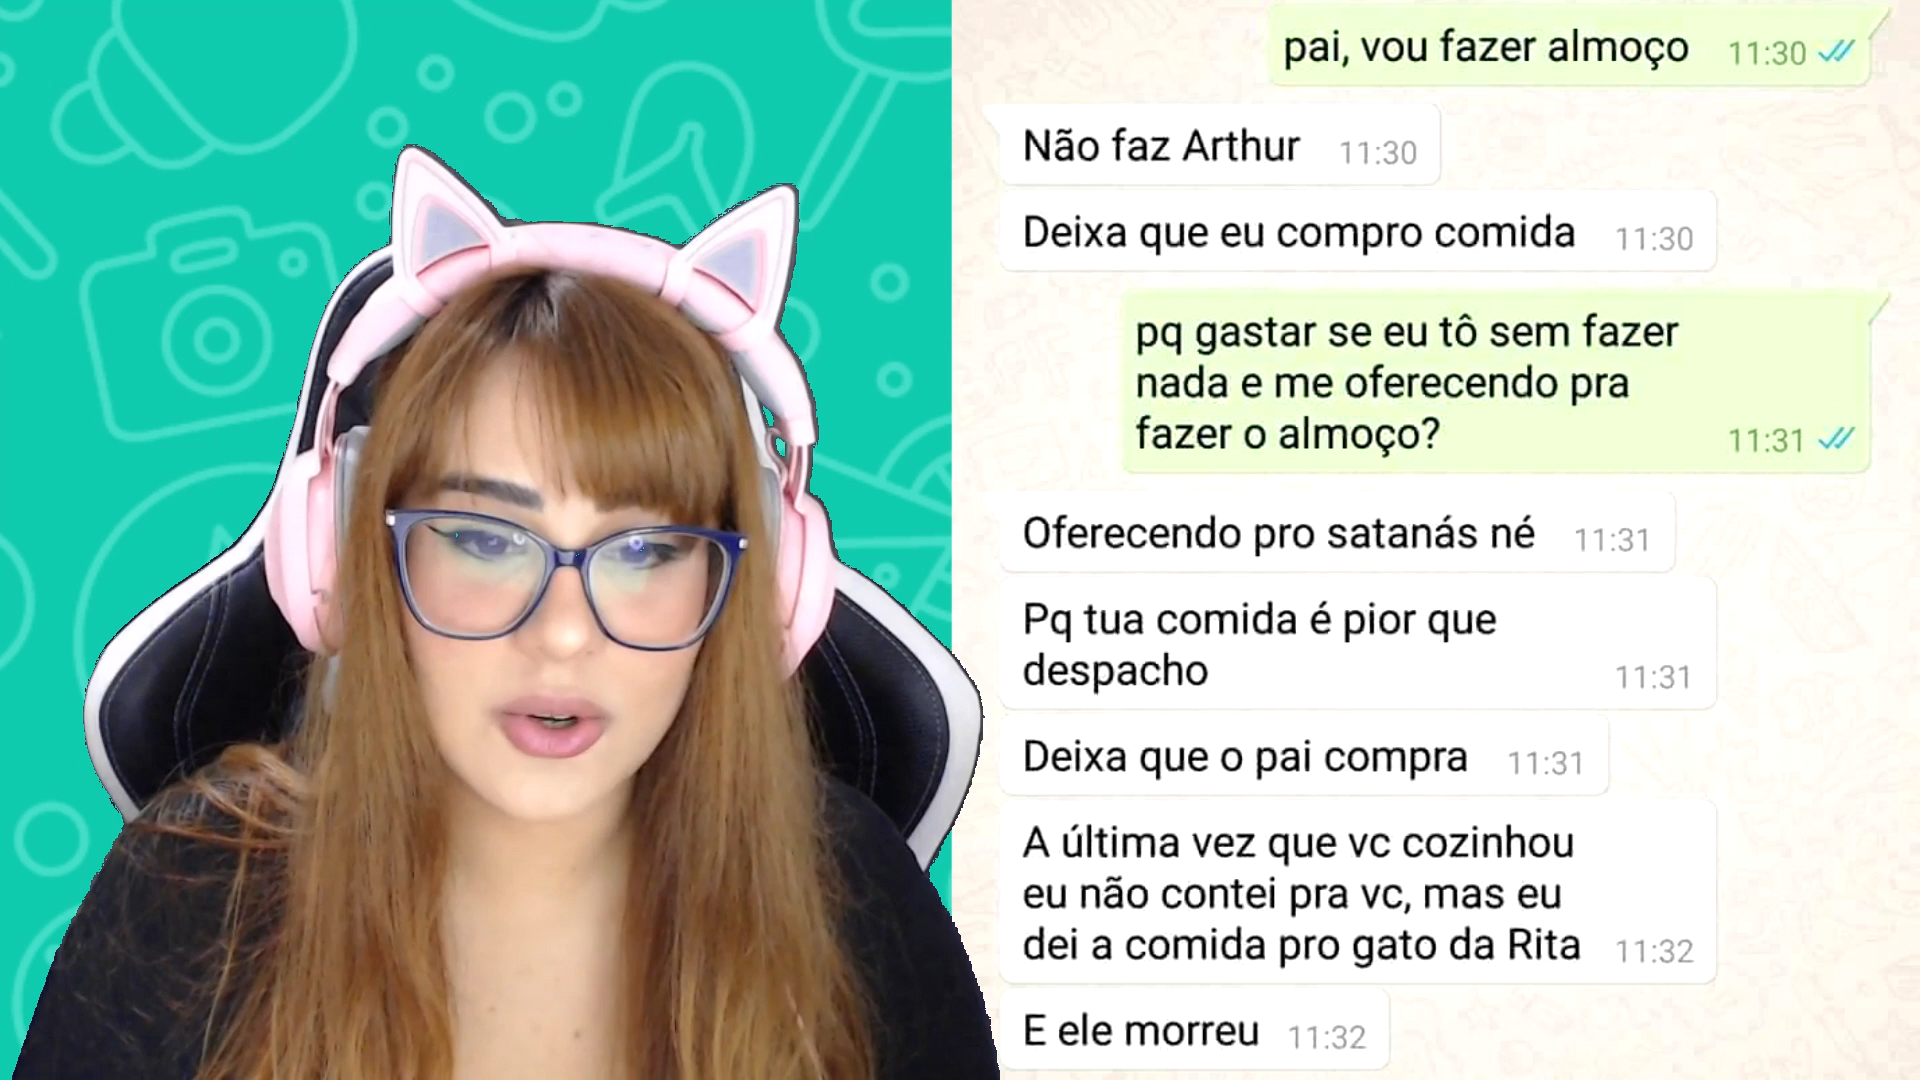 pai, vou fazer almoço 11:30
Não faz Arthur 11:30
Deixa que eu compro comida 11:30
pq gastar se eu tô sem fazer
nada e me oferecendo pra
fazer o almoço? 11:31
Oferecendo pro satanás né 11:31
Pq tua comida é pior que
despacho 11:31
Deixa que o pai compra 11:31
A última vez que vc cozinhou
eu não contei pra vc, mas eu
dei a comida pro gato da Rita 11:32
E ele morreu 11:32